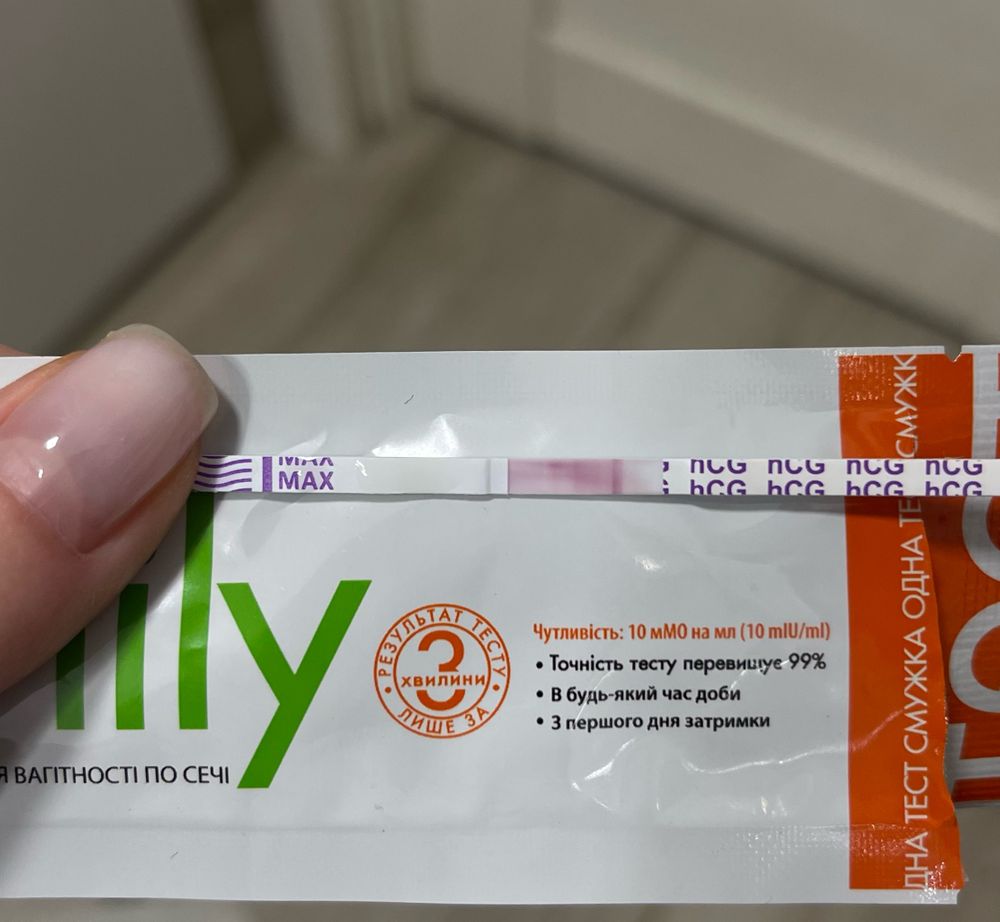 MAX
MAX
hCG hCG hCG hCG
hCG hCG hCG hCG
ily
Я ВАГІТНОСТІ ПО СЕЧІ
РЕЗУЛЬТАТ ТЕСТУ
3
ХВИЛИНИ
ЛИШЕ ЗА
Чутливість: 10 мМО на мл (10 mIU/ml)
• Точність тесту перевищує 99%
• В будь-який час доби
• З першого дня затримки
ДНА ТЕСТ СМУЖКА ОДНА ТЕ
СМУЖК